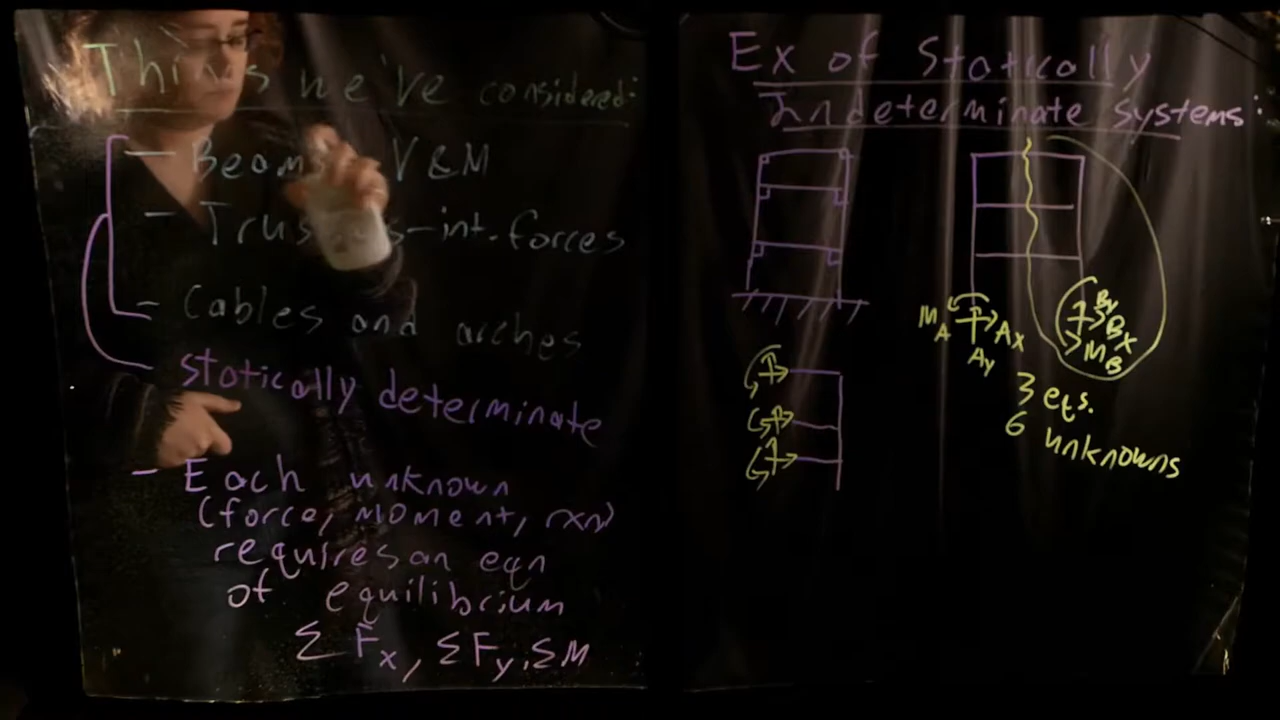 Things we've considered:
- Beams V & M
- Trusses - int. forces
- Cables and arches
statically determinate
- Each unknown
(force, moment, rxn)
requires an eqn
of equilibrium
Σ Fx, ΣFy, ΣM
Ex of Statically
Indeterminate systems:
MA Ax
Ay
By
Bx
MB
3 eqs.
6 unknowns